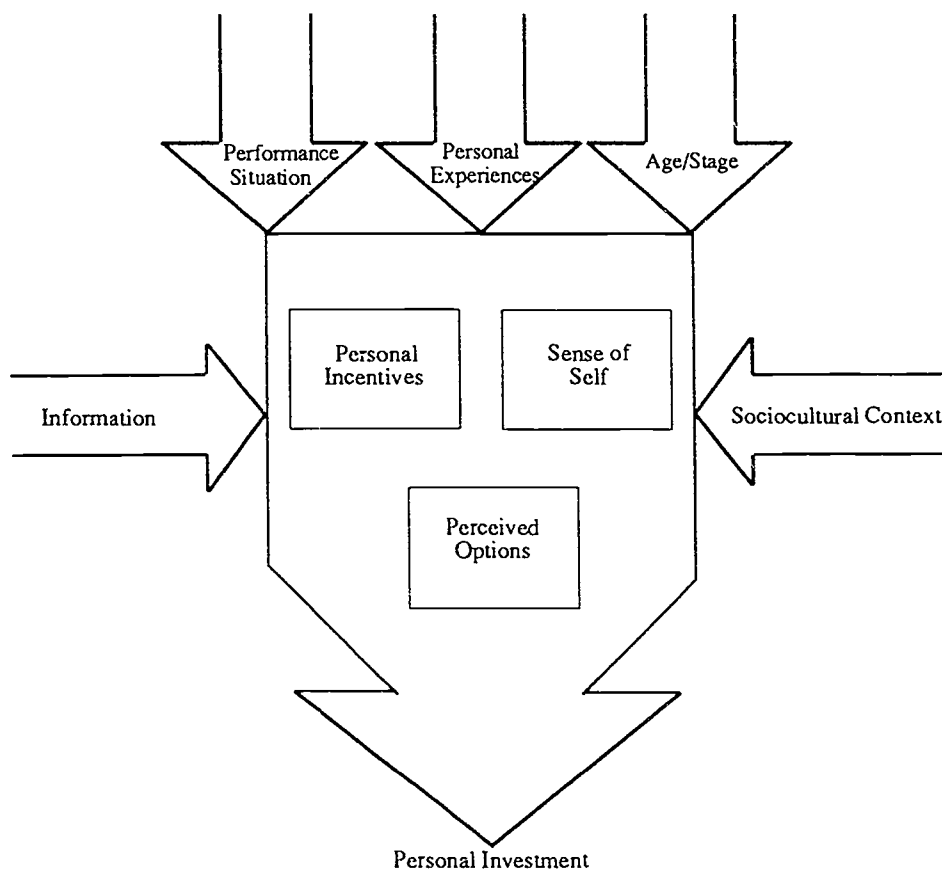 Performance
Situation
Personal
Experiences
Age/Stage
Personal
Incentives
Sense of
Self
Information
Sociocultural Context
Perceived
Options
Personal Investment